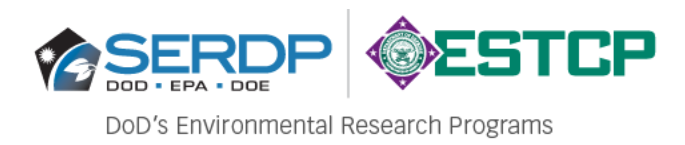 SERDP
DOD • EPA • DOE
ESTCP
DoD's Environmental Research Programs